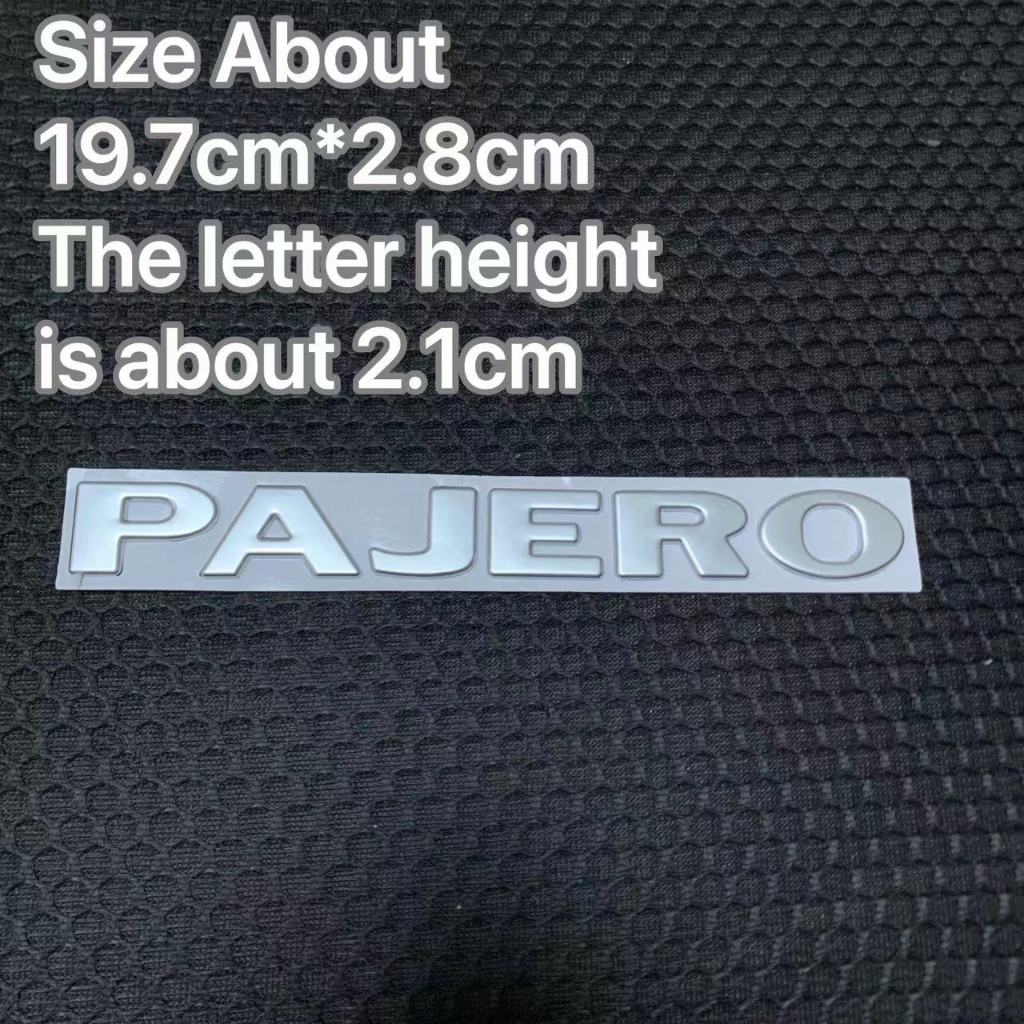 Size About
19.7cm*2.8cm
The letter height
is about 2.1cm
PAJERO